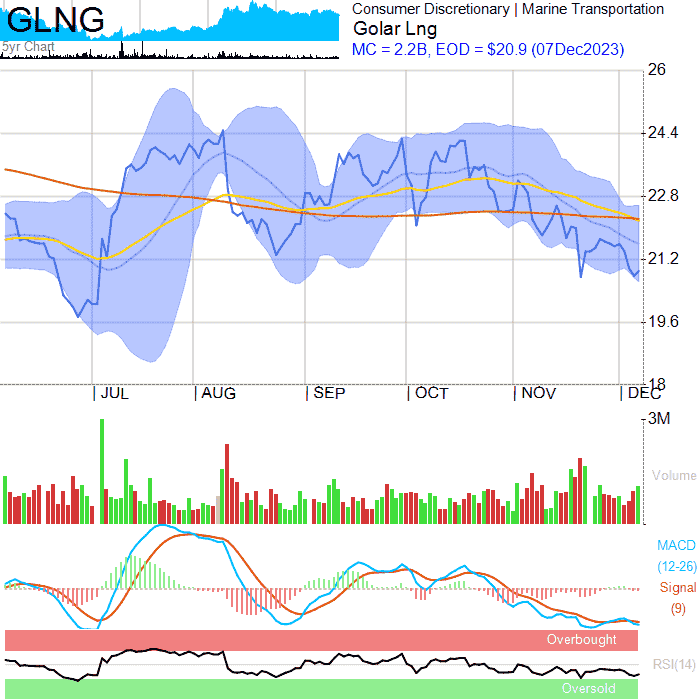 GLNG
5yr Chart
Consumer Discretionary | Marine Transportation
Golar Lng
MC = 2.2B, EOD = $20.9 (07Dec2023)
26
24.4
22.8
21.2
19.6
18
JUL
AUG
SEP
OCT
NOV
DEC
3M
Volume
MACD
(12-26)
Signal
(9)
Overbought
RSI(14)
Oversold